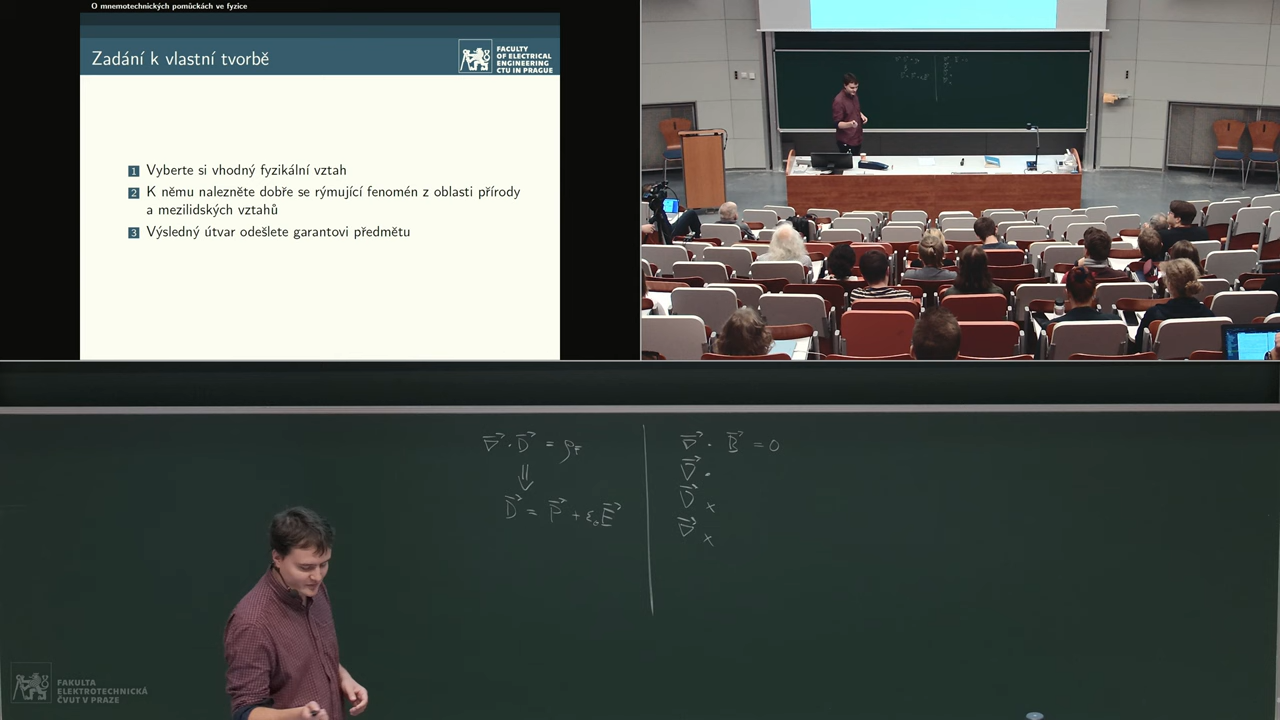 O mnemotechnických pomůckách ve fyzice
Zadání k vlastní tvorbě
FACULTY
OF ELECTRICAL
ENGINEERING
CTU IN PRAGUE
1 Vyberte si vhodný fyzikální vztah
2 K němu nalezněte dobře se rýmující fenomén z oblasti přírody
a mezilidských vztahů
3 Výsledný útvar odešlete garantovi předmětu
∇⃗ · D⃗ = ρF
⇓
D⃗ = P⃗ + ε₀E⃗
∇⃗ · B⃗ = 0
∇⃗ ·
∇⃗ ×
∇⃗ ×
FAKULTA
ELEKTROTECHNICKÁ
ČVUT V PRAZE